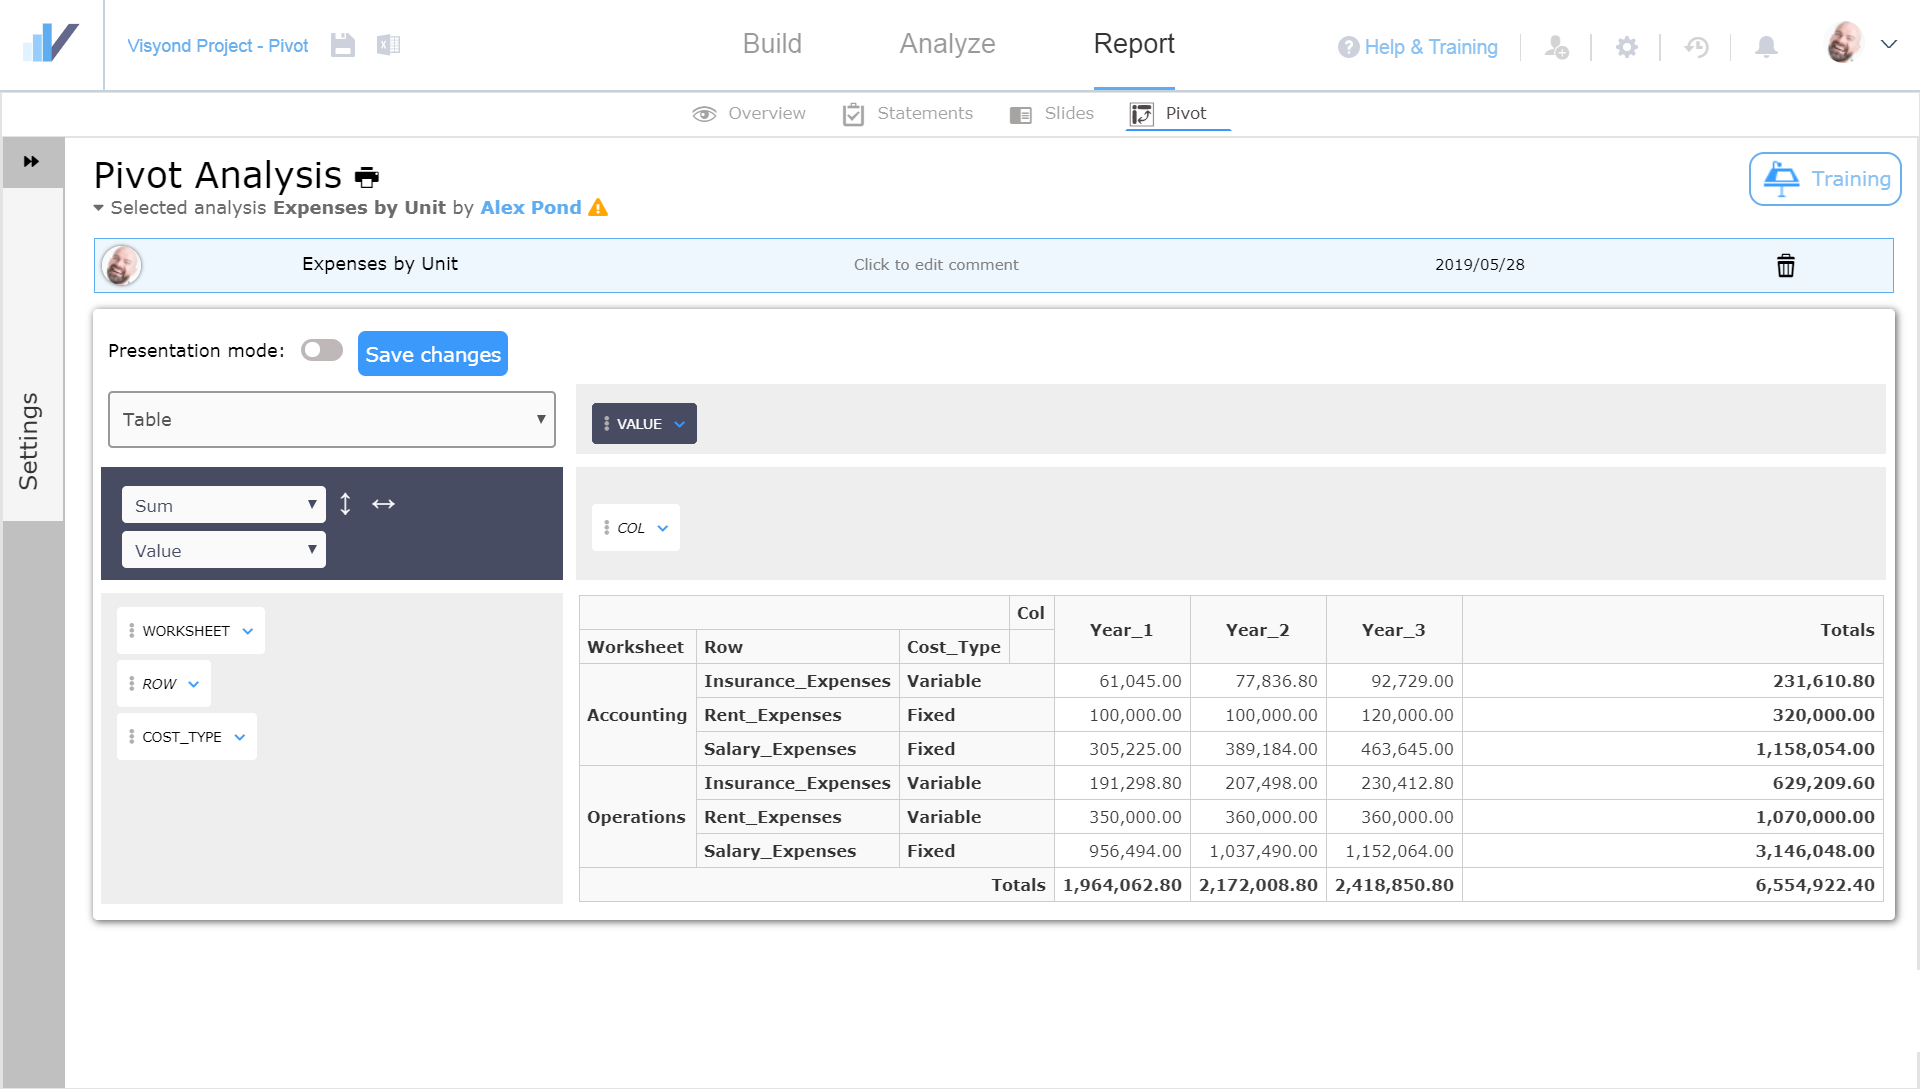 Visyond Project - Pivot
Build
Analyze
Report
? Help & Training
Overview
Statements
Slides
Pivot
Pivot Analysis
Training
Selected analysis Expenses by Unit by Alex Pond
Expenses by Unit
Click to edit comment
2019/05/28
Settings
Presentation mode:
Save changes
Table
VALUE
Sum
Value
COL
WORKSHEET
ROW
COST_TYPE
Col Year_1 Year_2 Year_3 Totals
Worksheet Row Cost_Type
Accounting Insurance_Expenses Variable 61,045.00 77,836.80 92,729.00 231,610.80
Rent_Expenses Fixed 100,000.00 100,000.00 120,000.00 320,000.00
Salary_Expenses Fixed 305,225.00 389,184.00 463,645.00 1,158,054.00
Operations Insurance_Expenses Variable 191,298.80 207,498.00 230,412.80 629,209.60
Rent_Expenses Variable 350,000.00 360,000.00 360,000.00 1,070,000.00
Salary_Expenses Fixed 956,494.00 1,037,490.00 1,152,064.00 3,146,048.00
Totals 1,964,062.80 2,172,008.80 2,418,850.80 6,554,922.40